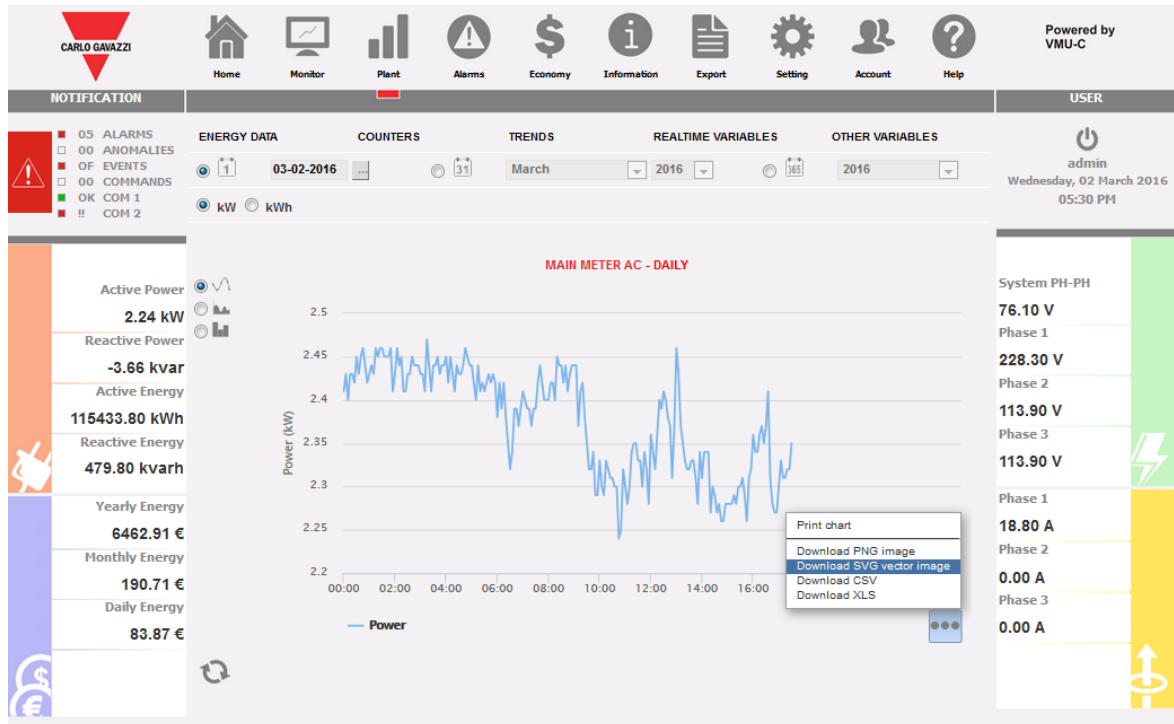 CARLO GAVAZZI
Home Monitor Plant Alarms Economy Information Export Setting Account Help
Powered by
VMU-C
NOTIFICATION
USER
05 ALARMS
00 ANOMALIES
OF EVENTS
00 COMMANDS
OK COM 1
!! COM 2
ENERGY DATA COUNTERS TRENDS REALTIME VARIABLES OTHER VARIABLES
1 03-02-2016 ... 31 March 2016 365 2016
kW kWh
admin
Wednesday, 02 March 2016
05:30 PM
Active Power
2.24 kW
Reactive Power
-3.66 kvar
Active Energy
115433.80 kWh
Reactive Energy
479.80 kvarh
Yearly Energy
6462.91 €
Monthly Energy
190.71 €
Daily Energy
83.87 €
$
€
MAIN METER AC - DAILY
Power (kW)
2.5
2.45
2.4
2.35
2.3
2.25
2.2
00:00 02:00 04:00 06:00 08:00 10:00 12:00 14:00 16:00
Power
Print chart
Download PNG image
Download SVG vector image
Download CSV
Download XLS
System PH-PH
76.10 V
Phase 1
228.30 V
Phase 2
113.90 V
Phase 3
113.90 V
Phase 1
18.80 A
Phase 2
0.00 A
Phase 3
0.00 A